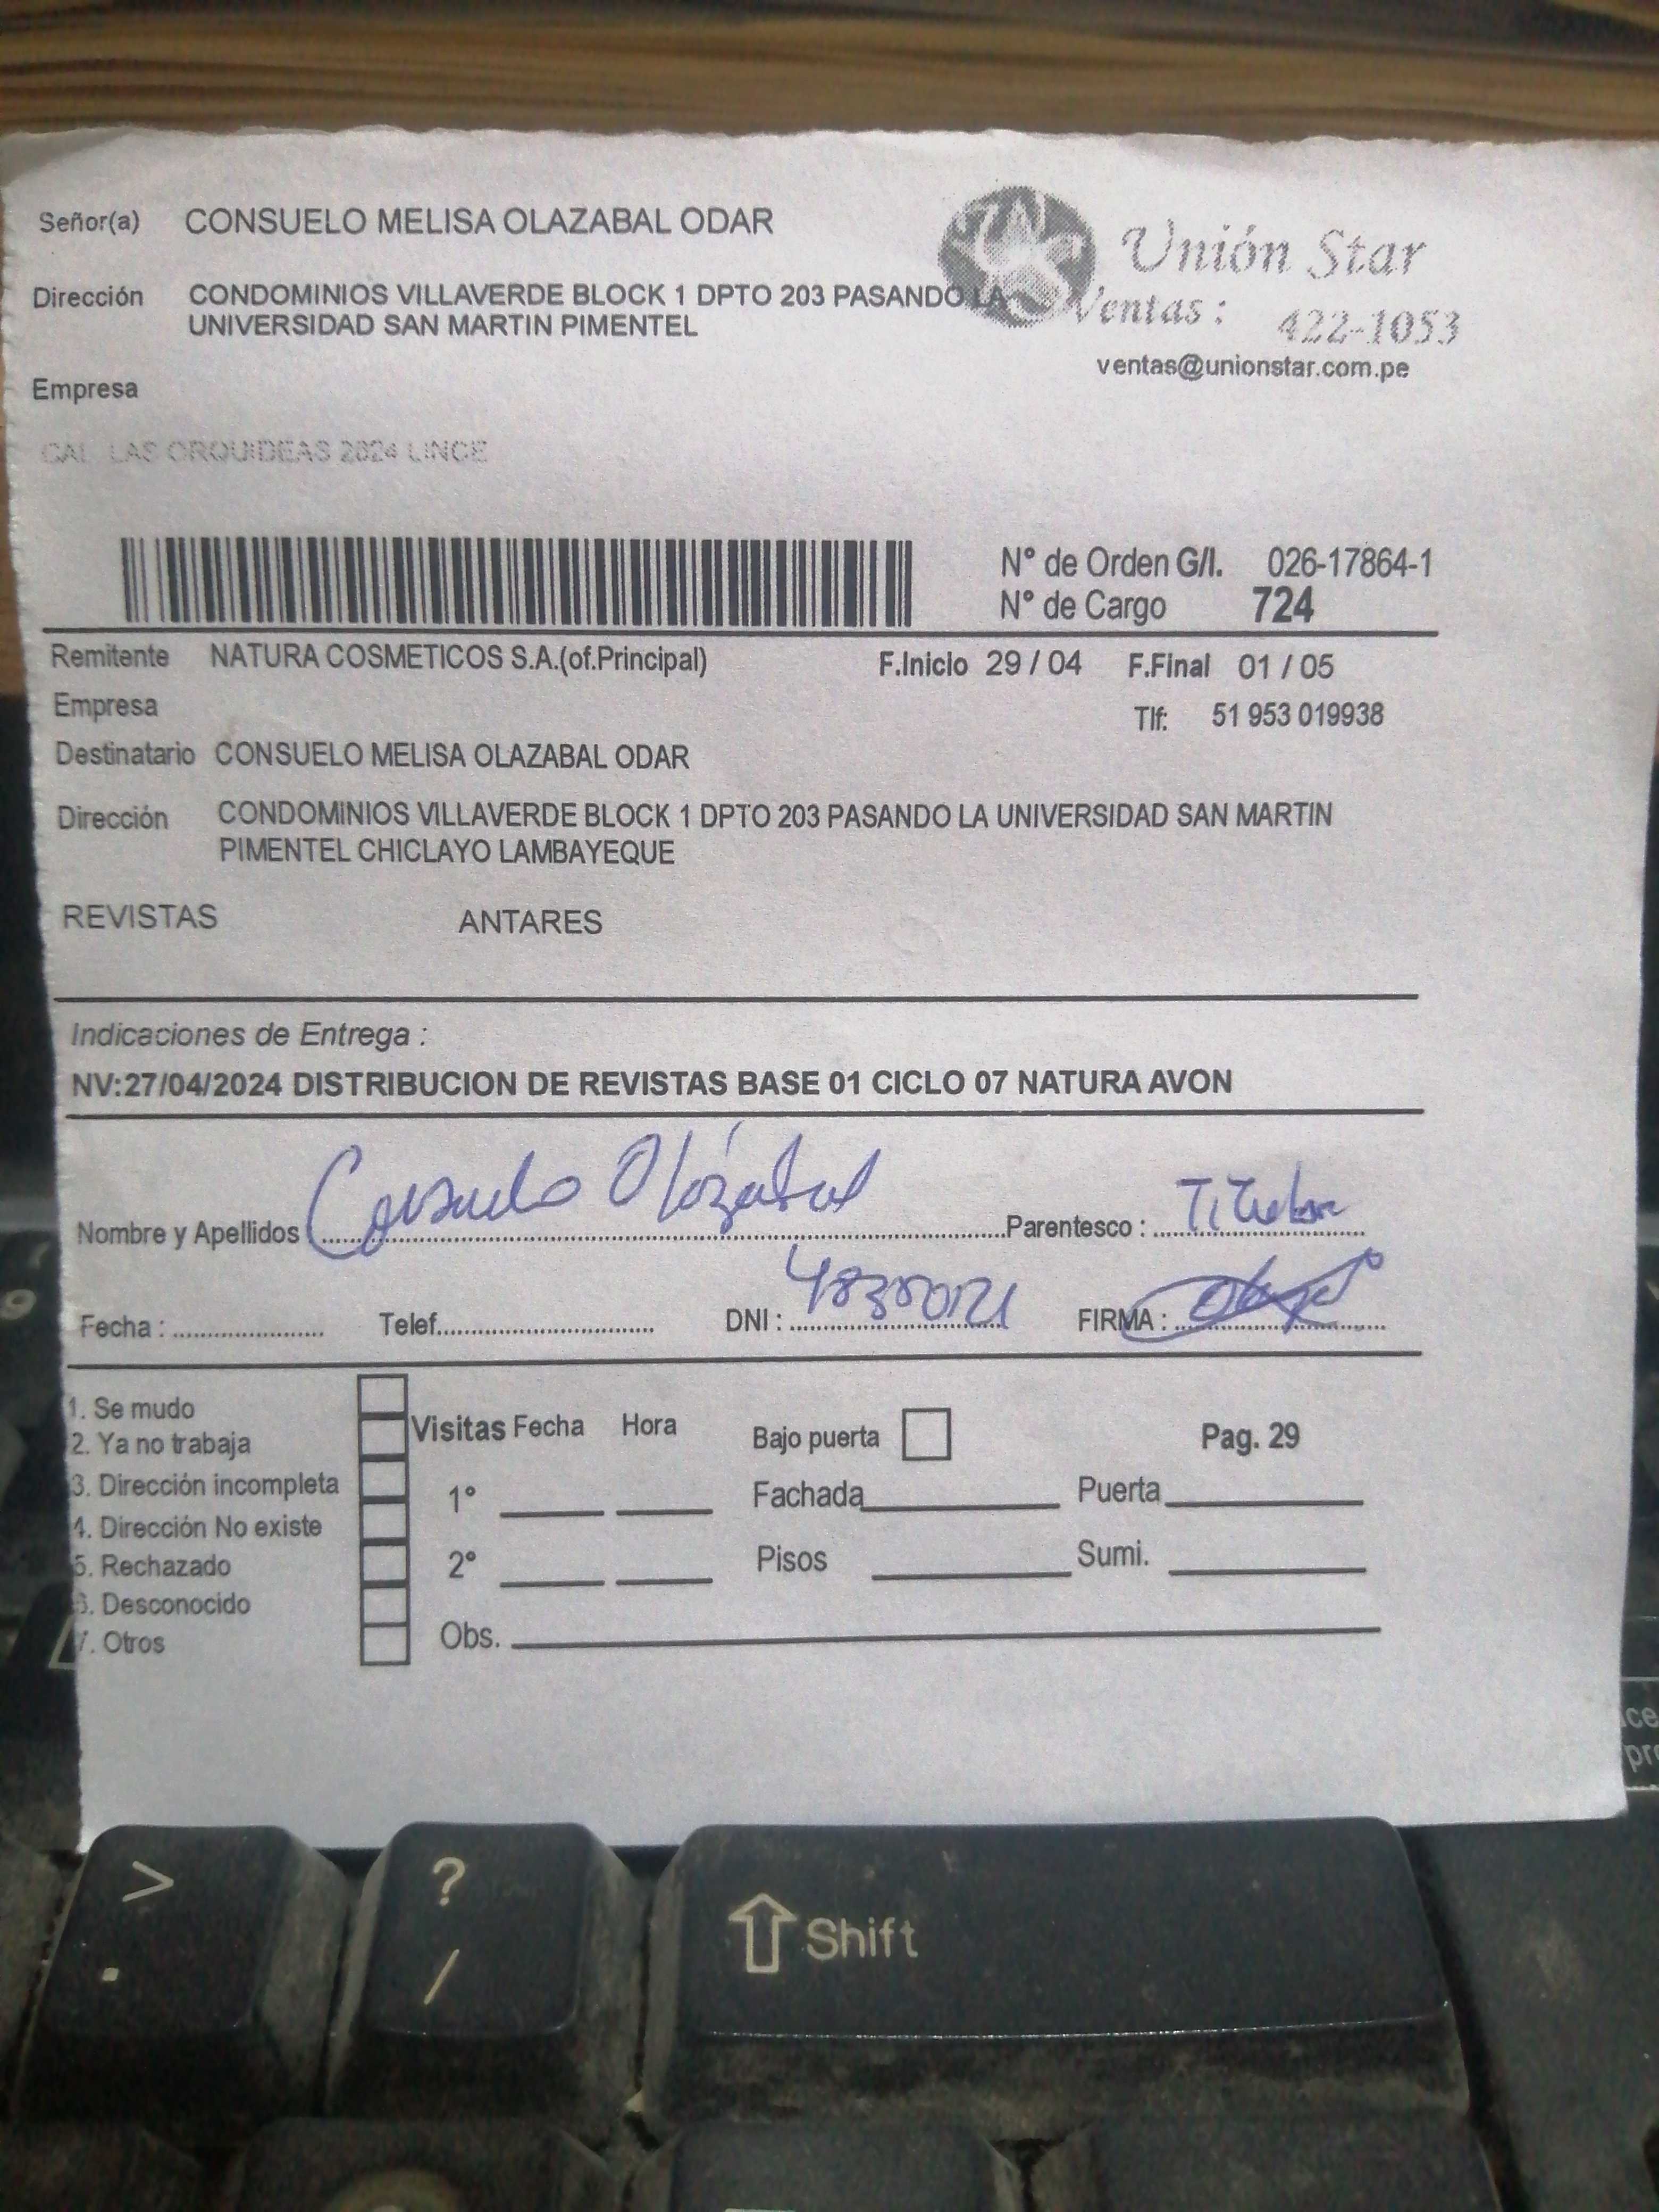 Señor(a) CONSUELO MELISA OLAZABAL ODAR
Unión Star
Dirección CONDOMINIOS VILLAVERDE BLOCK 1 DPTO 203 PASANDO LA
UNIVERSIDAD SAN MARTIN PIMENTEL
Ventas : 422-1053
ventas@unionstar.com.pe
Empresa
CAL LAS ORQUIDEAS 2624 LINCE
N° de Orden G/I. 026-17864-1
N° de Cargo 724
Remitente NATURA COSMETICOS S.A.(of.Principal) F.Inicio 29 / 04 F.Final 01 / 05
Empresa
Tlf: 51 953 019938
Destinatario CONSUELO MELISA OLAZABAL ODAR
Dirección CONDOMINIOS VILLAVERDE BLOCK 1 DPTO 203 PASANDO LA UNIVERSIDAD SAN MARTIN
PIMENTEL CHICLAYO LAMBAYEQUE
REVISTAS ANTARES
Indicaciones de Entrega :
NV:27/04/2024 DISTRIBUCION DE REVISTAS BASE 01 CICLO 07 NATURA AVON
Nombre y Apellidos Consuelo Olázabal Parentesco : Titular
Fecha : Telef. DNI : FIRMA :
1. Se mudo
2. Ya no trabaja
3. Dirección incompleta
4. Dirección No existe
5. Rechazado
6. Desconocido
7. Otros
Visitas Fecha Hora
1°
2°
Obs.
Bajo puerta Pag. 29
Fachada Puerta
Pisos Sumi.
> ?
. / Shift